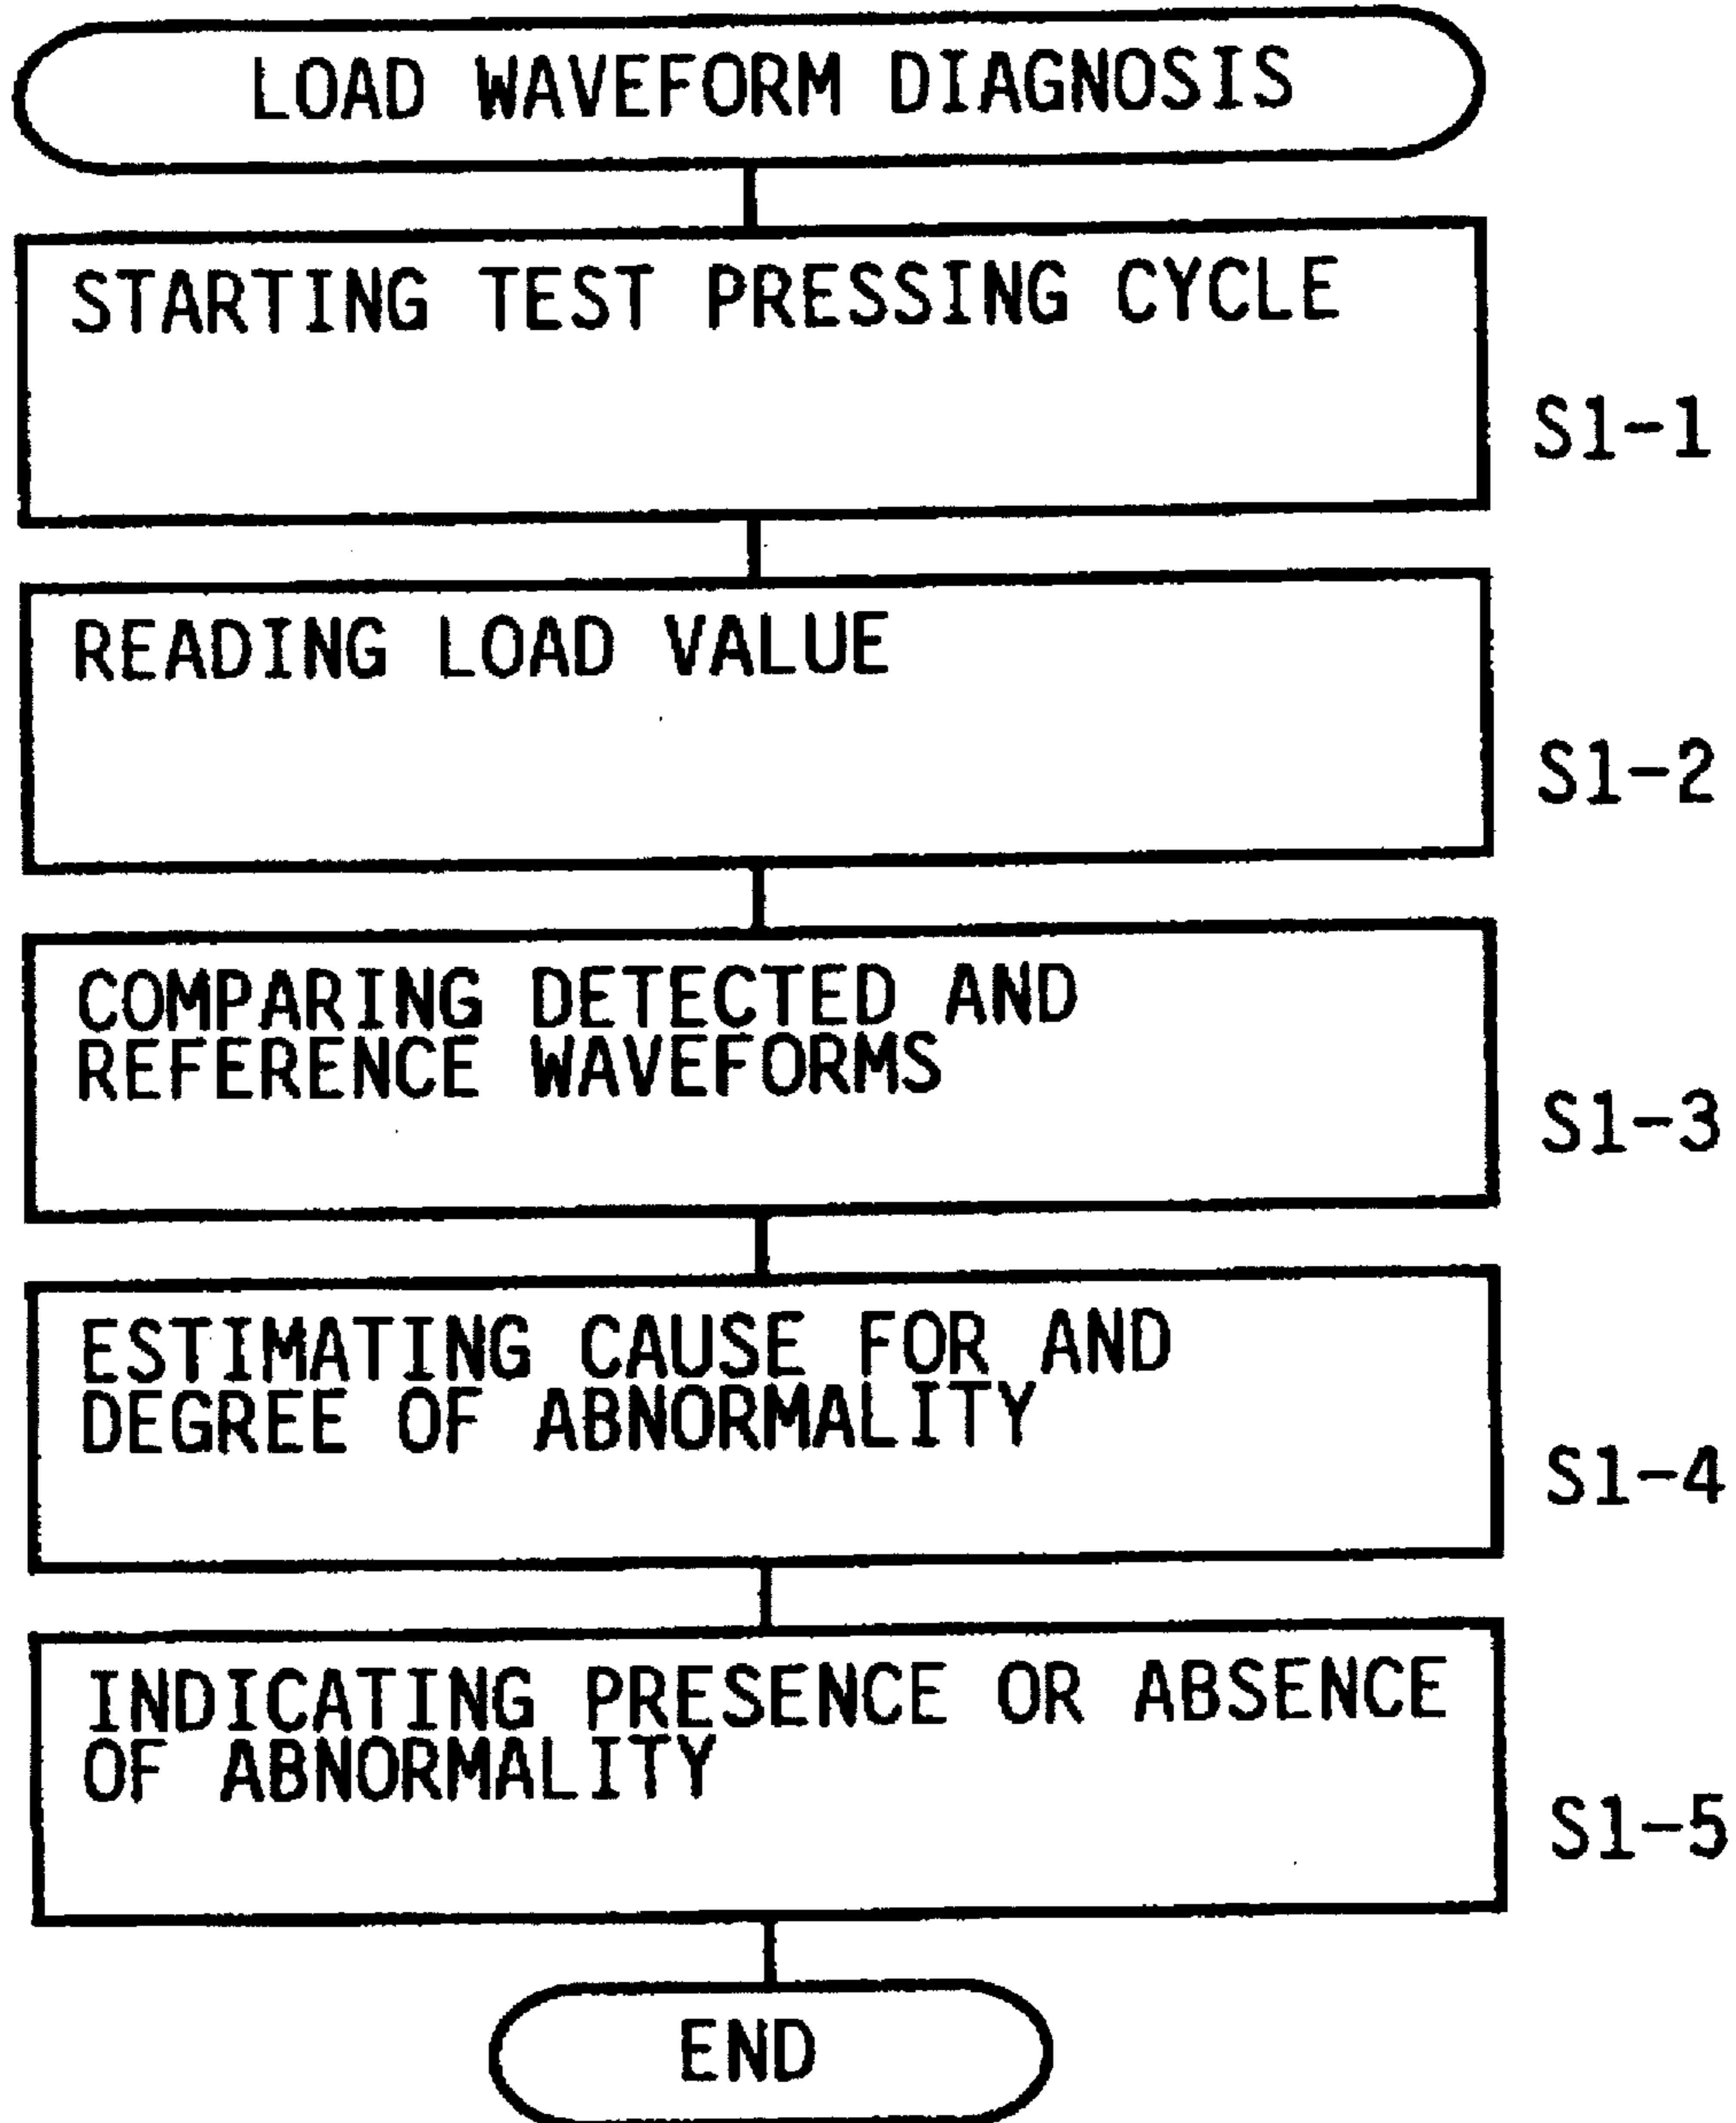 LOAD WAVEFORM DIAGNOSIS
STARTING TEST PRESSING CYCLE
S1-1
READING LOAD VALUE
S1-2
COMPARING DETECTED AND
REFERENCE WAVEFORMS
S1-3
ESTIMATING CAUSE FOR AND
DEGREE OF ABNORMALITY
S1-4
INDICATING PRESENCE OR ABSENCE
OF ABNORMALITY
S1-5
END